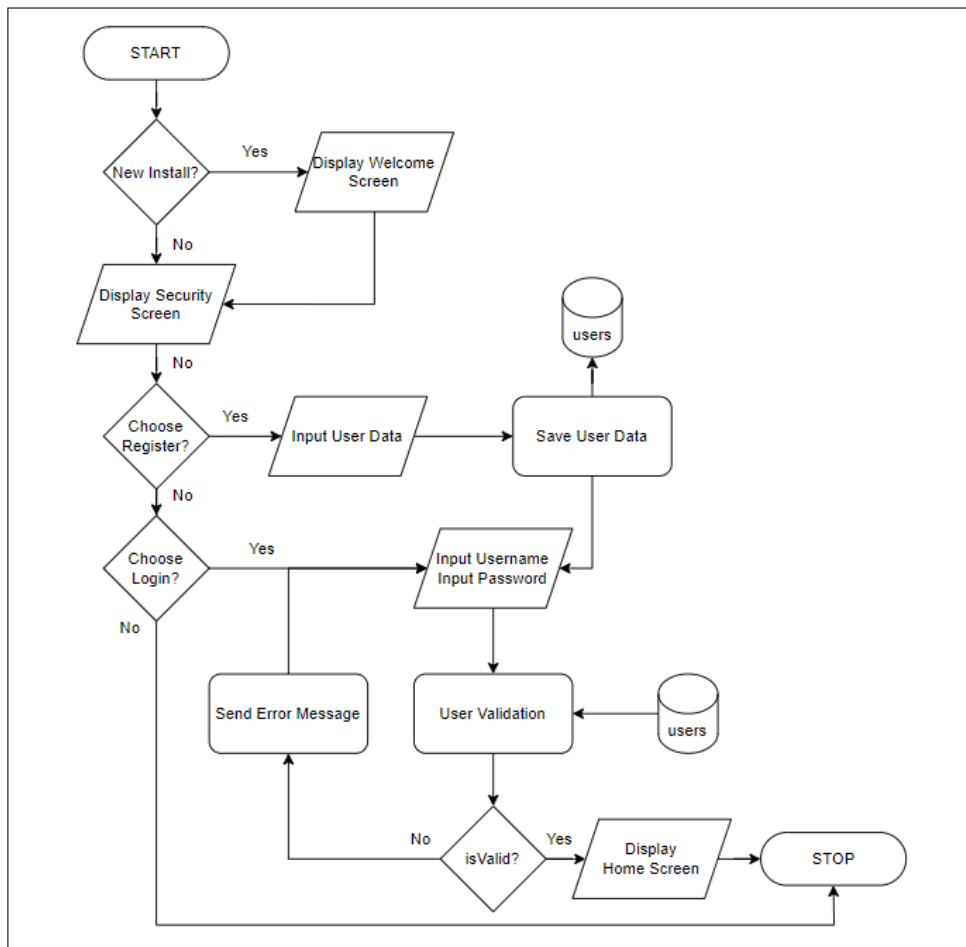 START
New Install?
Yes
Display Welcome
Screen
No
Display Security
Screen
users
No
Choose
Register?
Yes
Input User Data
Save User Data
No
Choose
Login?
Yes
Input Username
Input Password
No
Send Error Message
User Validation
users
No
isValid?
Yes
Display
Home Screen
STOP